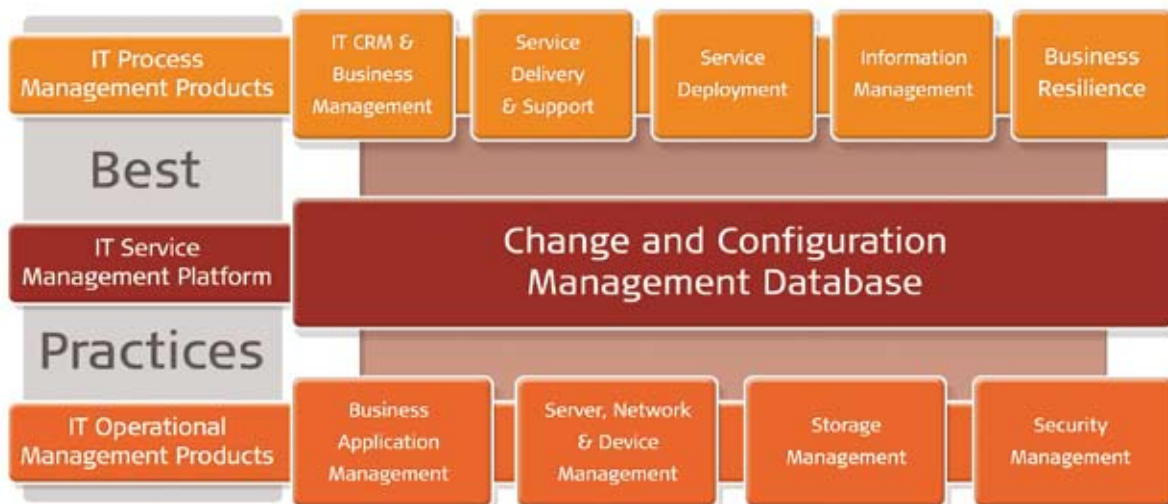 IT Process
Management Products
IT CRM &
Business
Management
Service
Delivery
& Support
Service
Deployment
Information
Management
Business
Resilience
Best
IT Service
Management Platform
Change and Configuration
Management Database
Practices
IT Operational
Management Products
Business
Application
Management
Server, Network
& Device
Management
Storage
Management
Security
Management